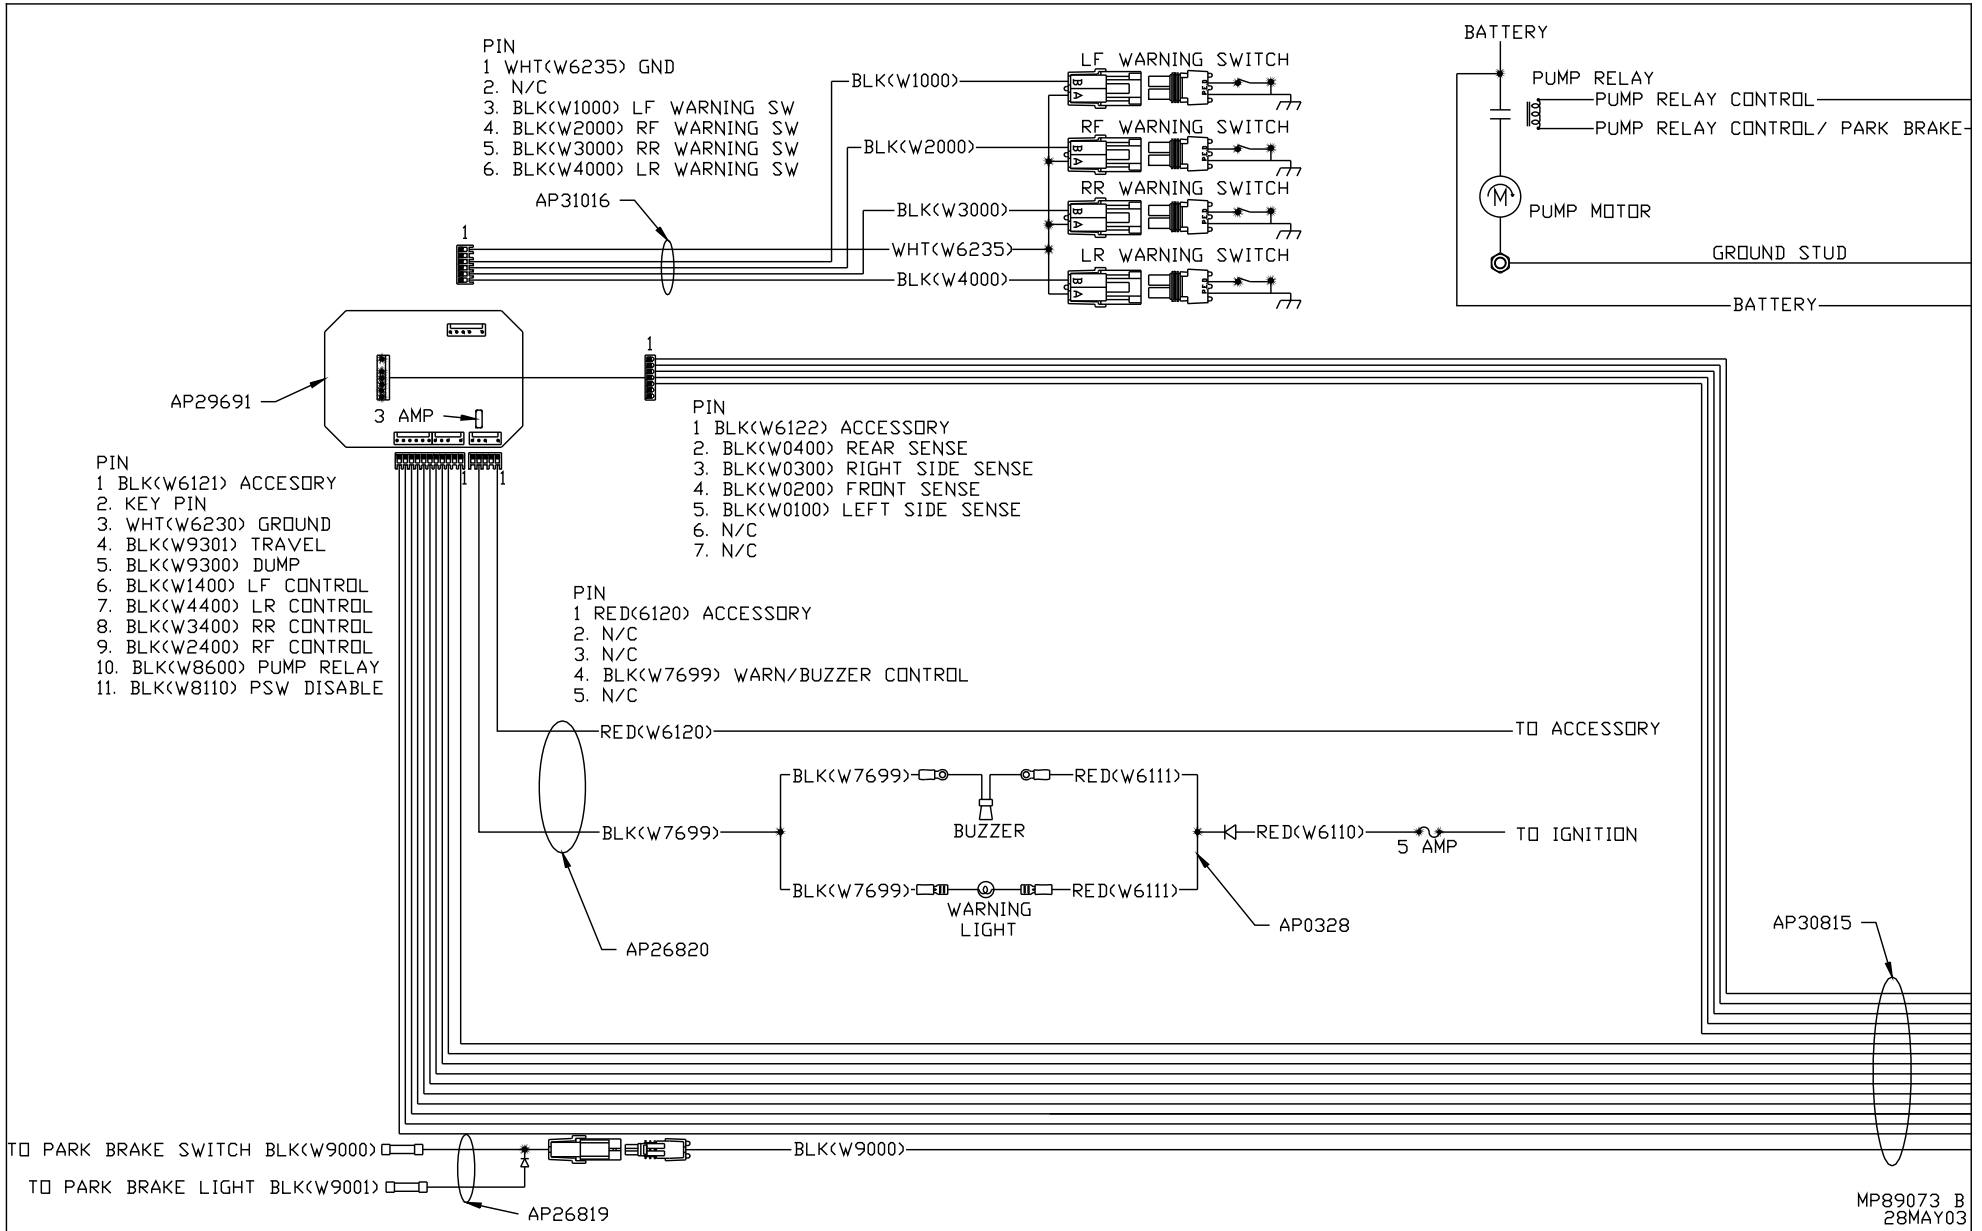 PIN
1 WHT(W6235) GND
2. N/C
3. BLK(W1000) LF WARNING SW
4. BLK(W2000) RF WARNING SW
5. BLK(W3000) RR WARNING SW
6. BLK(W4000) LR WARNING SW
AP31016
1
BLK(W1000)
BLK(W2000)
BLK(W3000)
WHT(W6235)
BLK(W4000)
LF WARNING SWITCH
B
A
RF WARNING SWITCH
B
A
RR WARNING SWITCH
B
A
LR WARNING SWITCH
B
A
BATTERY
PUMP RELAY
PUMP RELAY CONTROL
PUMP RELAY CONTROL/ PARK BRAKE
M
PUMP MOTOR
GROUND STUD
BATTERY
AP29691
3 AMP
1
1
1
PIN
1 BLK(W6122) ACCESSORY
2. BLK(W0400) REAR SENSE
3. BLK(W0300) RIGHT SIDE SENSE
4. BLK(W0200) FRONT SENSE
5. BLK(W0100) LEFT SIDE SENSE
6. N/C
7. N/C
PIN
1 BLK(W6121) ACCESORY
2. KEY PIN
3. WHT(W6230) GROUND
4. BLK(W9301) TRAVEL
5. BLK(W9300) DUMP
6. BLK(W1400) LF CONTROL
7. BLK(W4400) LR CONTROL
8. BLK(W3400) RR CONTROL
9. BLK(W2400) RF CONTROL
10. BLK(W8600) PUMP RELAY
11. BLK(W8110) PSW DISABLE
PIN
1 RED(6120) ACCESSORY
2. N/C
3. N/C
4. BLK(W7699) WARN/BUZZER CONTROL
5. N/C
RED(W6120)
TO ACCESSORY
BLK(W7699)
RED(W6111)
BUZZER
BLK(W7699)
RED(W6110)
5 AMP
TO IGNITION
BLK(W7699)
RED(W6111)
WARNING
LIGHT
AP0328
AP26820
AP30815
TO PARK BRAKE SWITCH BLK(W9000)
BLK(W9000)
TO PARK BRAKE LIGHT BLK(W9001)
AP26819
MP89073 B
28MAY03